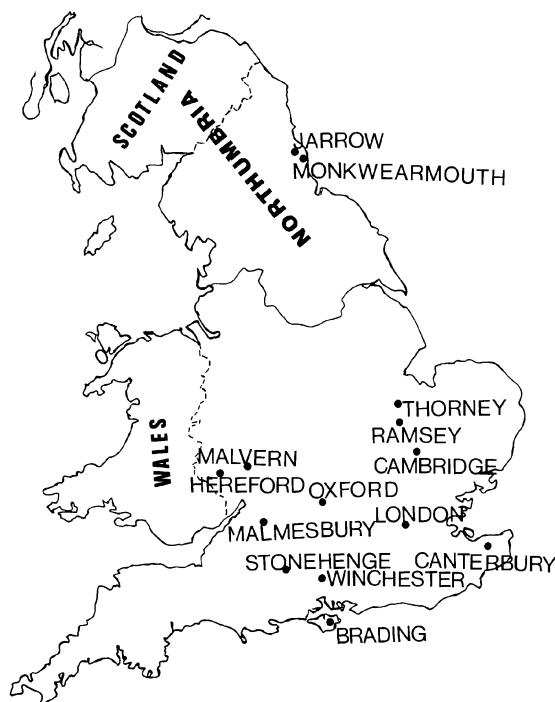 SCOTLAND
NORTHUMBRIA
JARROW
MONKWEARMOUTH
THORNEY
RAMSEY
CAMBRIDGE
WALES
MALVERN
HEREFORD
OXFORD
LONDON
MALMESBURY
STONEHENGE
CANTERBURY
WINCHESTER
BRADING